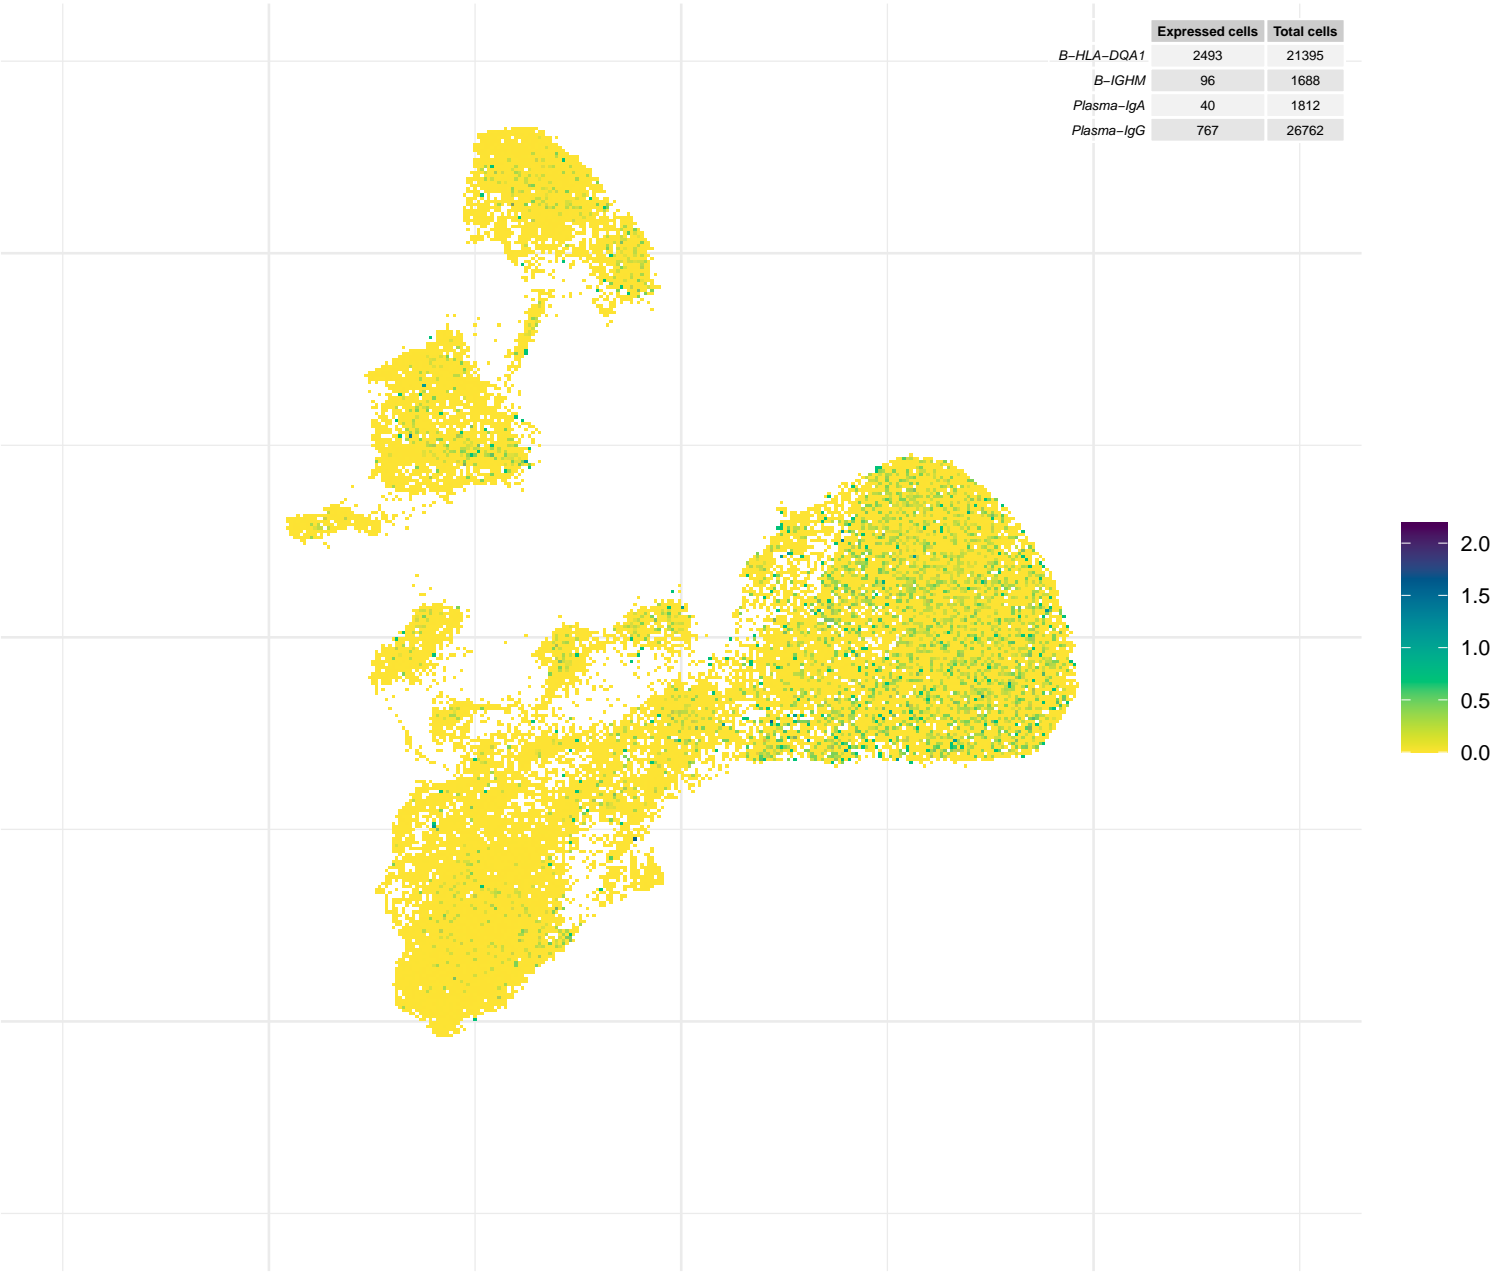 Expressed cells Total cells
B−HLA−DQA1 2493 21395
B−IGHM 96 1688
Plasma−IgA 40 1812
Plasma−IgG 767 26762
2.0
1.5
1.0
0.5
0.0